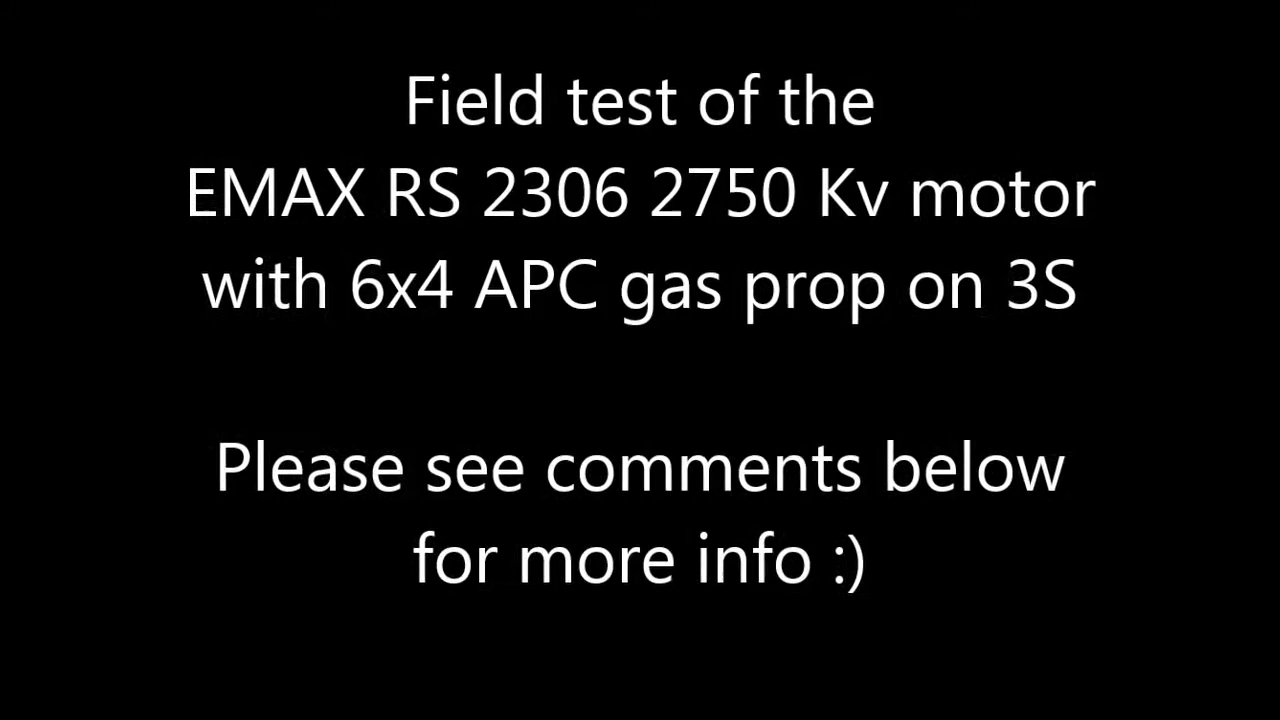 Field test of the
EMAX RS 2306 2750 Kv motor
with 6x4 APC gas prop on 3S
Please see comments below
for more info :)